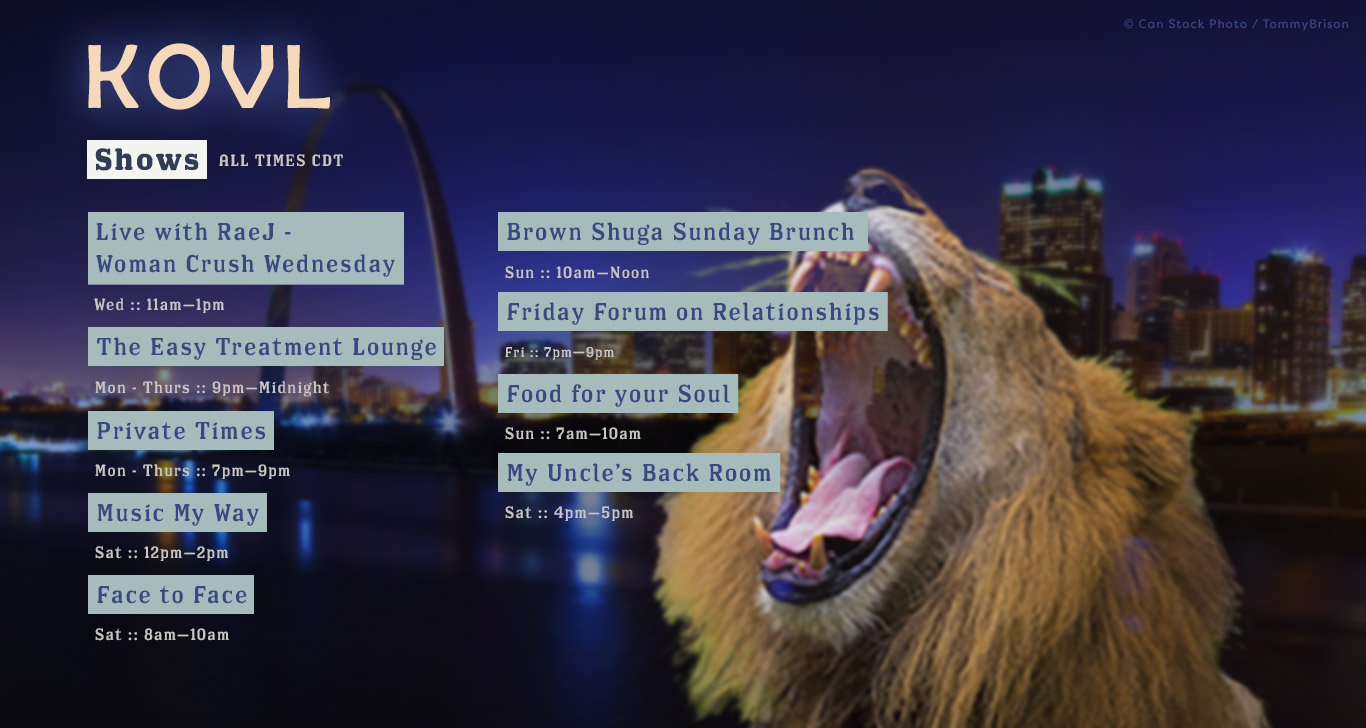 © Can Stock Photo / TommyBrison
KOVL
Shows ALL TIMES CDT
Live with RaeJ -
Woman Crush Wednesday
Wed :: 11am—1pm
The Easy Treatment Lounge
Mon - Thurs :: 9pm—Midnight
Private Times
Mon - Thurs :: 7pm—9pm
Music My Way
Sat :: 12pm—2pm
Face to Face
Sat :: 8am—10am
Brown Shuga Sunday Brunch
Sun :: 10am—Noon
Friday Forum on Relationships
Fri :: 7pm—9pm
Food for your Soul
Sun :: 7am—10am
My Uncle’s Back Room
Sat :: 4pm—5pm